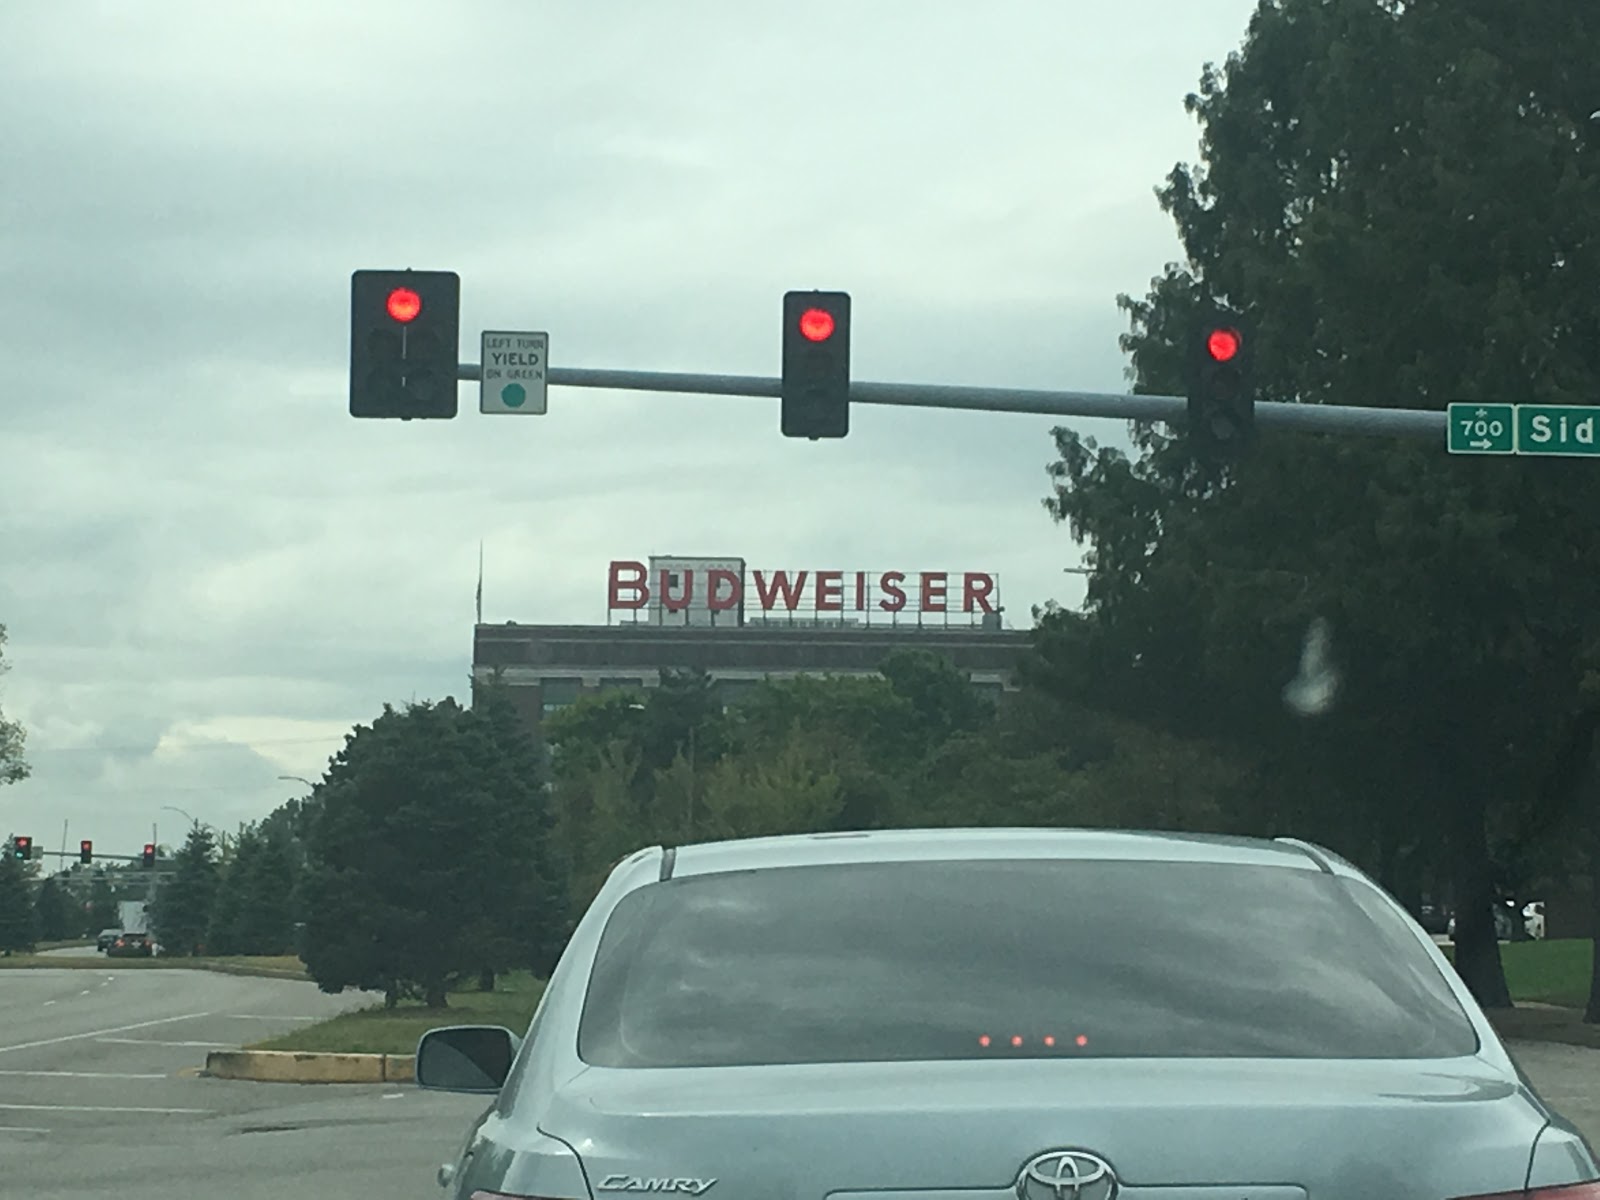 LEFT TURN
YIELD
ON GREEN
700
Sid
BUDWEISER
CAMRY